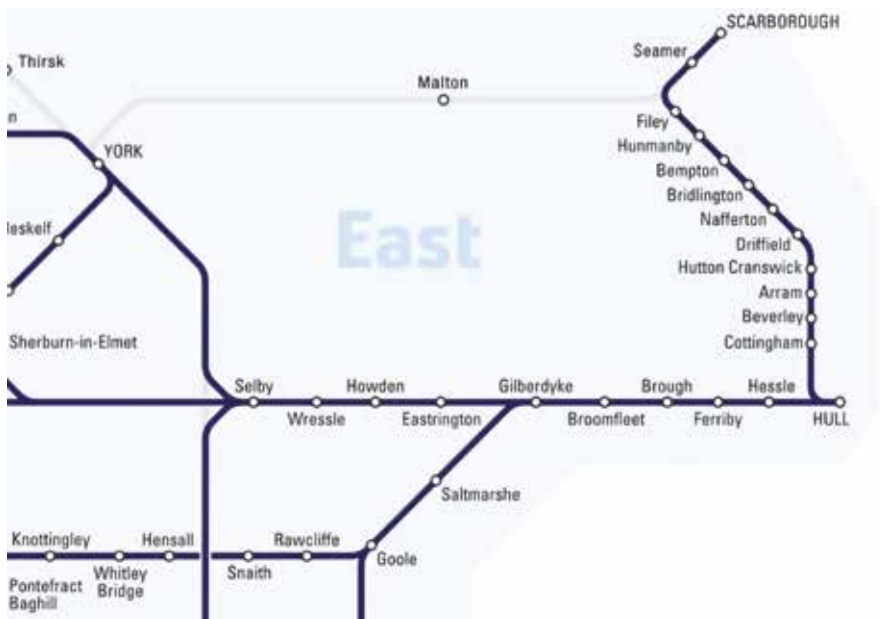 SCARBOROUGH
Seamer
Thirsk
Malton
n
Filey
YORK
Hunmanby
Bempton
Bridlington
Nafferton
leskelf
East
Driffield
Hutton Cranswick
Arram
Beverley
Sherburn-in-Elmet
Cottingham
Selby
Howden
Gilberdyke
Brough
Hessle
Wressle
Eastrington
Broomfleet
Ferriby
HULL
Saltmarshe
Knottingley
Hensall
Rawcliffe
Goole
Whitley
Bridge
Snaith
Pontefract
Baghill